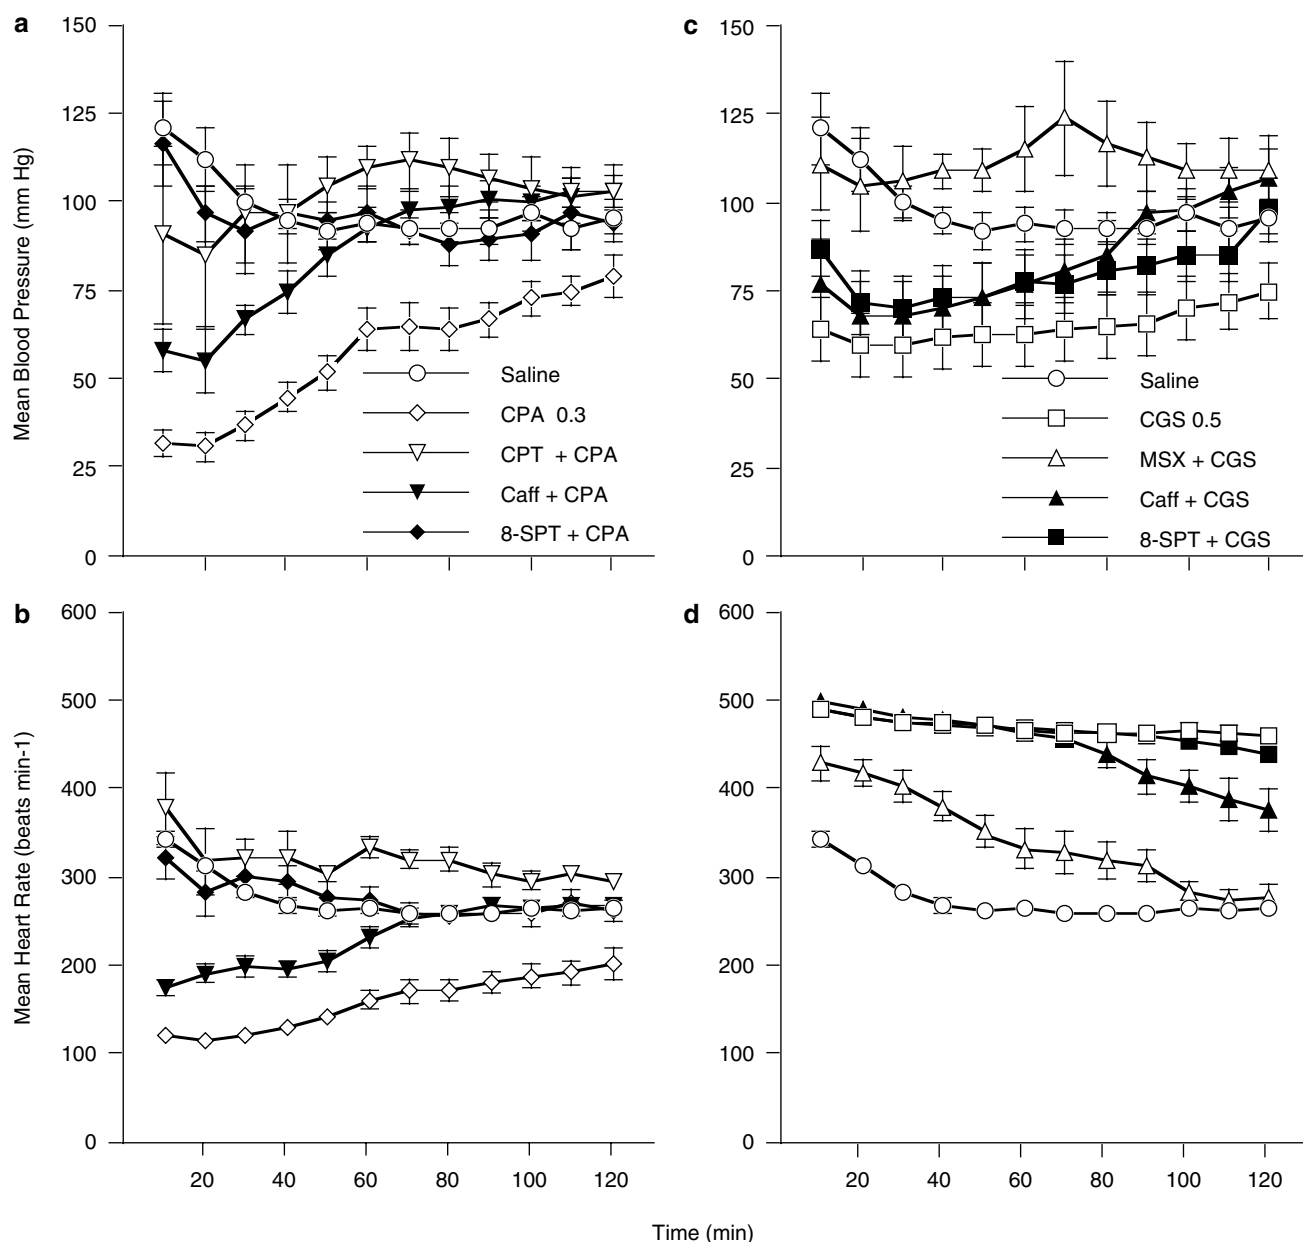 a
150
125
100
75
50
25
0
Mean Blood Pressure (mm Hg)
Saline
CPA 0.3
CPT + CPA
Caff + CPA
8-SPT + CPA
c
150
125
100
75
50
25
0
Saline
CGS 0.5
MSX + CGS
Caff + CGS
8-SPT + CGS
b
600
500
400
300
200
100
0
Mean Heart Rate (beats min-1)
20 40 60 80 100 120
d
600
500
400
300
200
100
0
20 40 60 80 100 120
Time (min)